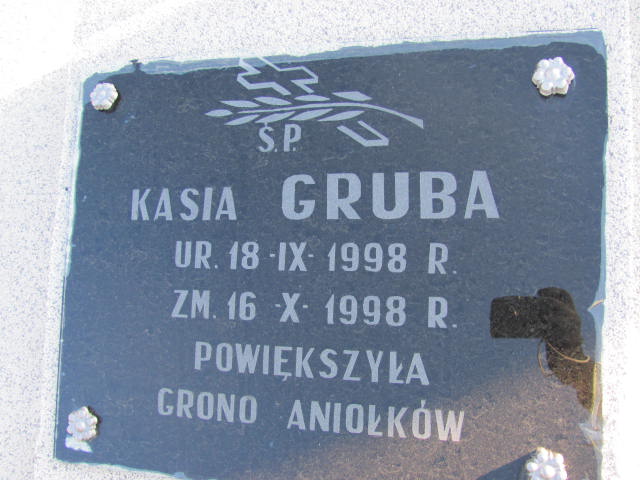 Ś.P.
KASIA GRUBA
UR. 18 -IX- 1998 R.
ZM. 16 -X- 1998 R.
POWIĘKSZYŁA
GRONO ANIOŁKÓW